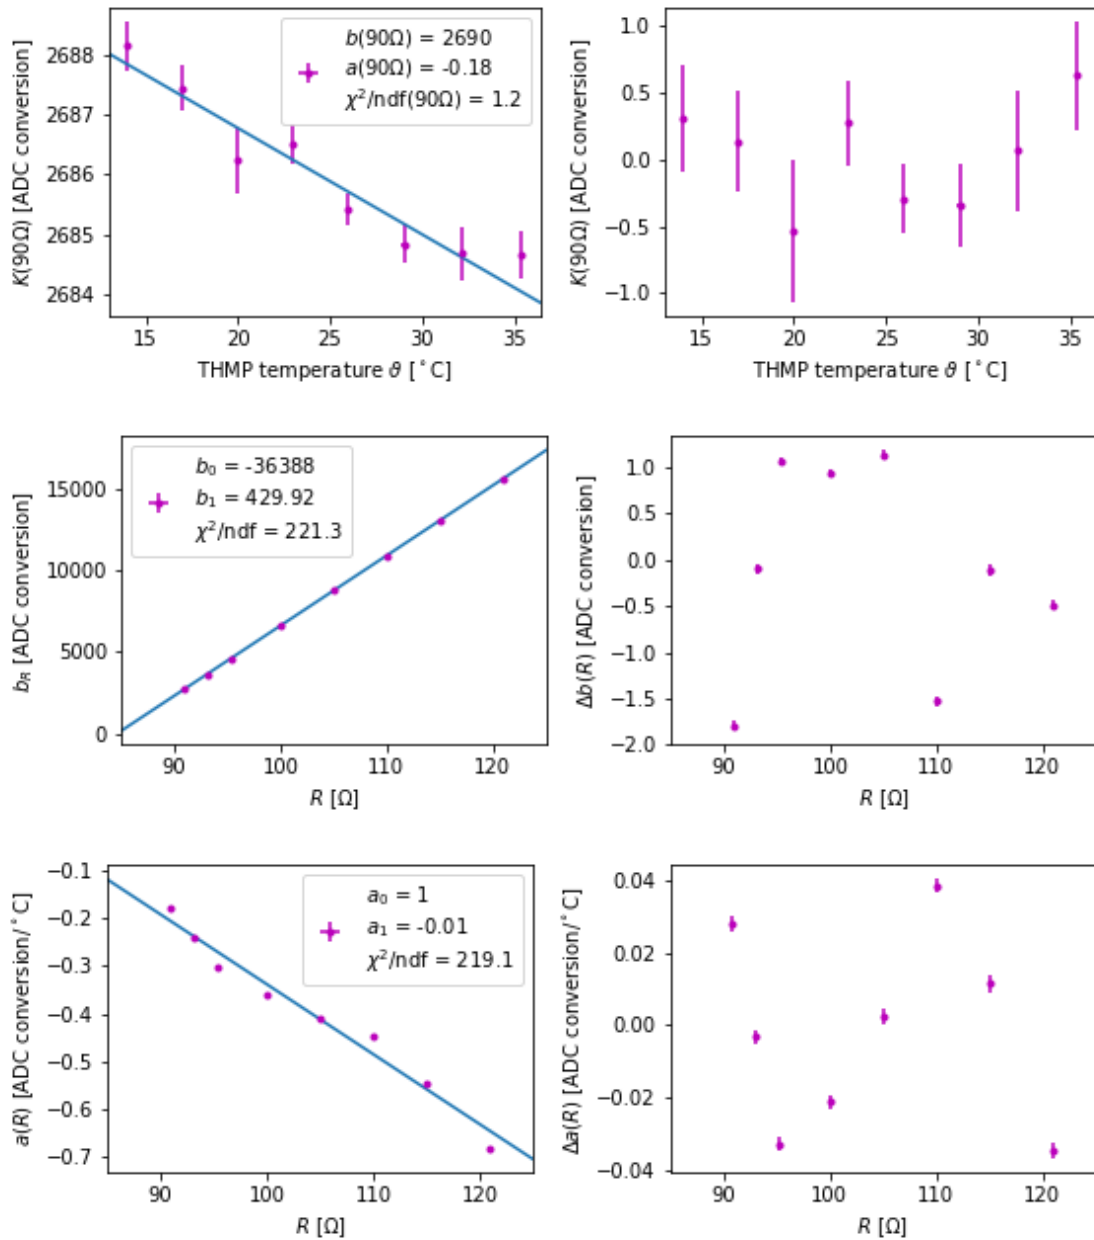 K(90Ω) [ADC conversion]
2688
2687
2686
2685
2684
b(90Ω) = 2690
a(90Ω) = -0.18
χ²/ndf(90Ω) = 1.2
15 20 25 30 35
THMP temperature ϑ [˚C]
K(90Ω) [ADC conversion]
1.0
0.5
0.0
−0.5
−1.0
15 20 25 30 35
THMP temperature ϑ [˚C]
b_R [ADC conversion]
15000
10000
5000
0
b₀ = -36388
b₁ = 429.92
χ²/ndf = 221.3
90 100 110 120
R [Ω]
Δb(R) [ADC conversion]
1.0
0.5
0.0
−0.5
−1.0
−1.5
−2.0
90 100 110 120
R [Ω]
a(R) [ADC conversion/˚C]
−0.1
−0.2
−0.3
−0.4
−0.5
−0.6
−0.7
a₀ = 1
a₁ = -0.01
χ²/ndf = 219.1
90 100 110 120
R [Ω]
Δa(R) [ADC conversion/˚C]
0.04
0.02
0.00
−0.02
−0.04
90 100 110 120
R [Ω]